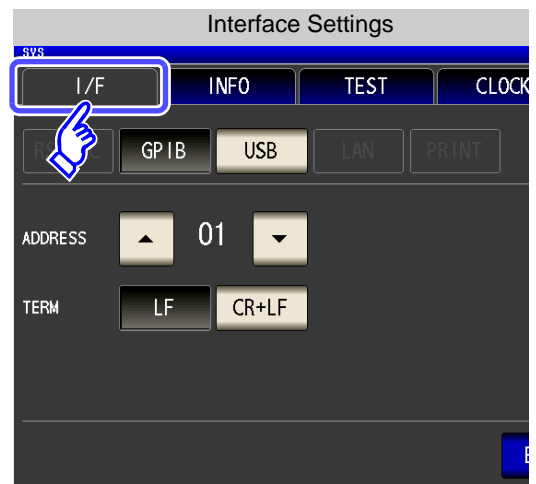 Interface Settings
SYS
I/F INFO TEST CLOCK
GPIB USB LAN PRINT
ADDRESS 01
TERM LF CR+LF